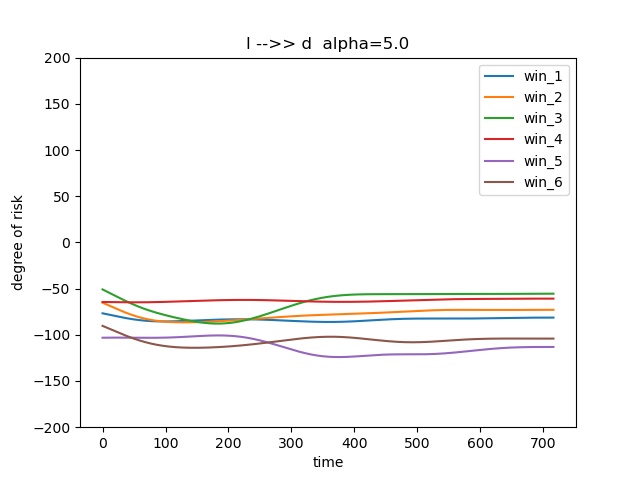 l -->> d  alpha=5.0
degree of risk
200
150
100
50
0
−50
−100
−150
−200
0 100 200 300 400 500 600 700
time
win_1
win_2
win_3
win_4
win_5
win_6